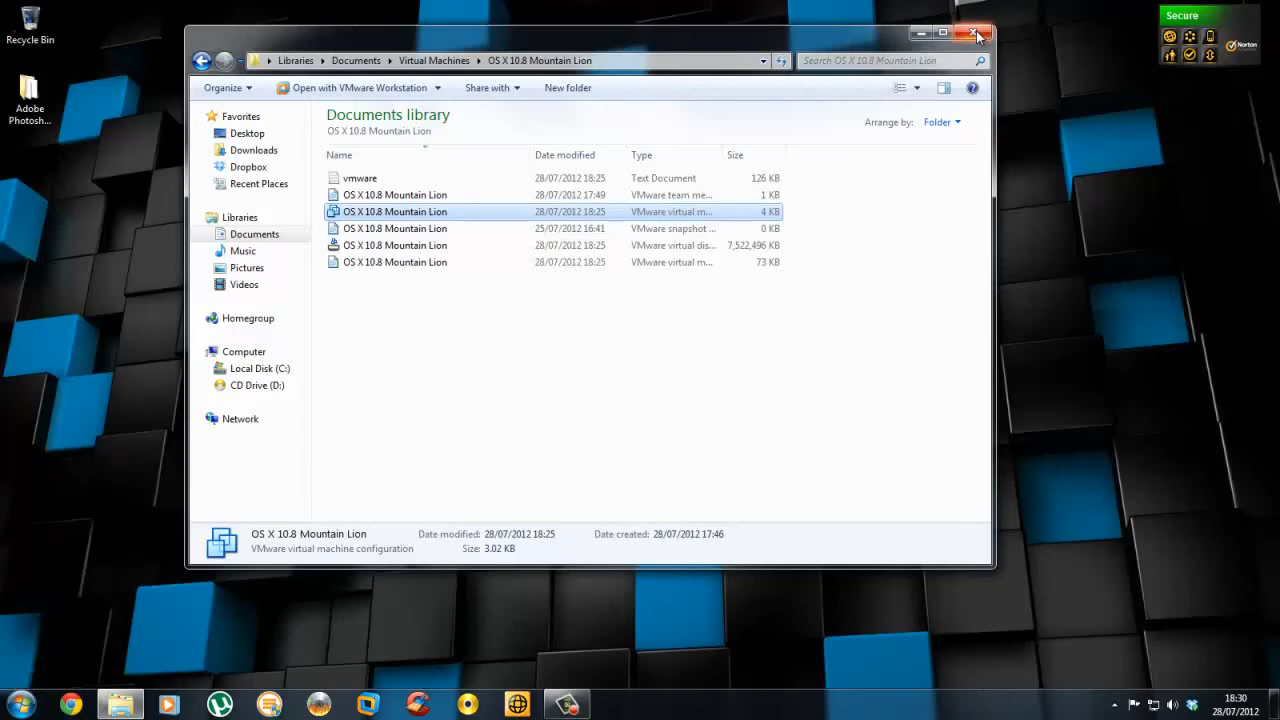 Recycle Bin
Adobe
Photosh...
Secure
Norton
Libraries Documents Virtual Machines OS X 10.8 Mountain Lion
Search OS X 10.8 Mountain Lion
Organize Open with VMware Workstation Share with New folder
Favorites
Desktop
Downloads
Dropbox
Recent Places
Libraries
Documents
Music
Pictures
Videos
Homegroup
Computer
Local Disk (C:)
CD Drive (D:)
Network
Documents library
OS X 10.8 Mountain Lion
Arrange by: Folder
Name Date modified Type Size
vmware 28/07/2012 18:25 Text Document 126 KB
OS X 10.8 Mountain Lion 28/07/2012 17:49 VMware team me... 1 KB
OS X 10.8 Mountain Lion 28/07/2012 18:25 VMware virtual m... 4 KB
OS X 10.8 Mountain Lion 25/07/2012 16:41 VMware snapshot ... 0 KB
OS X 10.8 Mountain Lion 28/07/2012 18:25 VMware virtual dis... 7,522,496 KB
OS X 10.8 Mountain Lion 28/07/2012 18:25 VMware virtual m... 73 KB
OS X 10.8 Mountain Lion Date modified: 28/07/2012 18:25 Date created: 28/07/2012 17:46
VMware virtual machine configuration Size: 3.02 KB
18:30
28/07/2012